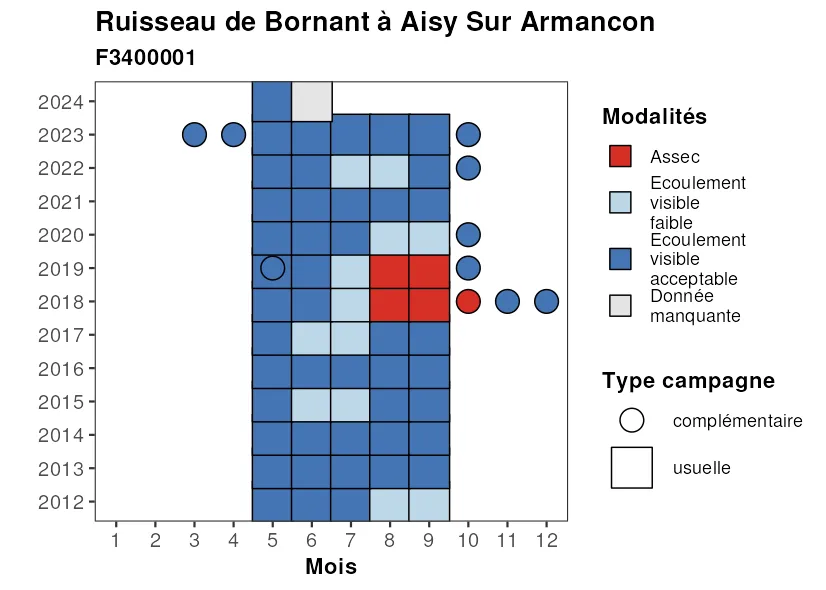 Ruisseau de Bornant à Aisy Sur Armancon
F3400001
2024
2023
2022
2021
2020
2019
2018
2017
2016
2015
2014
2013
2012
1 2 3 4 5 6 7 8 9 10 11 12
Mois
Modalités
Assec
Ecoulement
visible
faible
Ecoulement
visible
acceptable
Donnée
manquante
Type campagne
complémentaire
usuelle